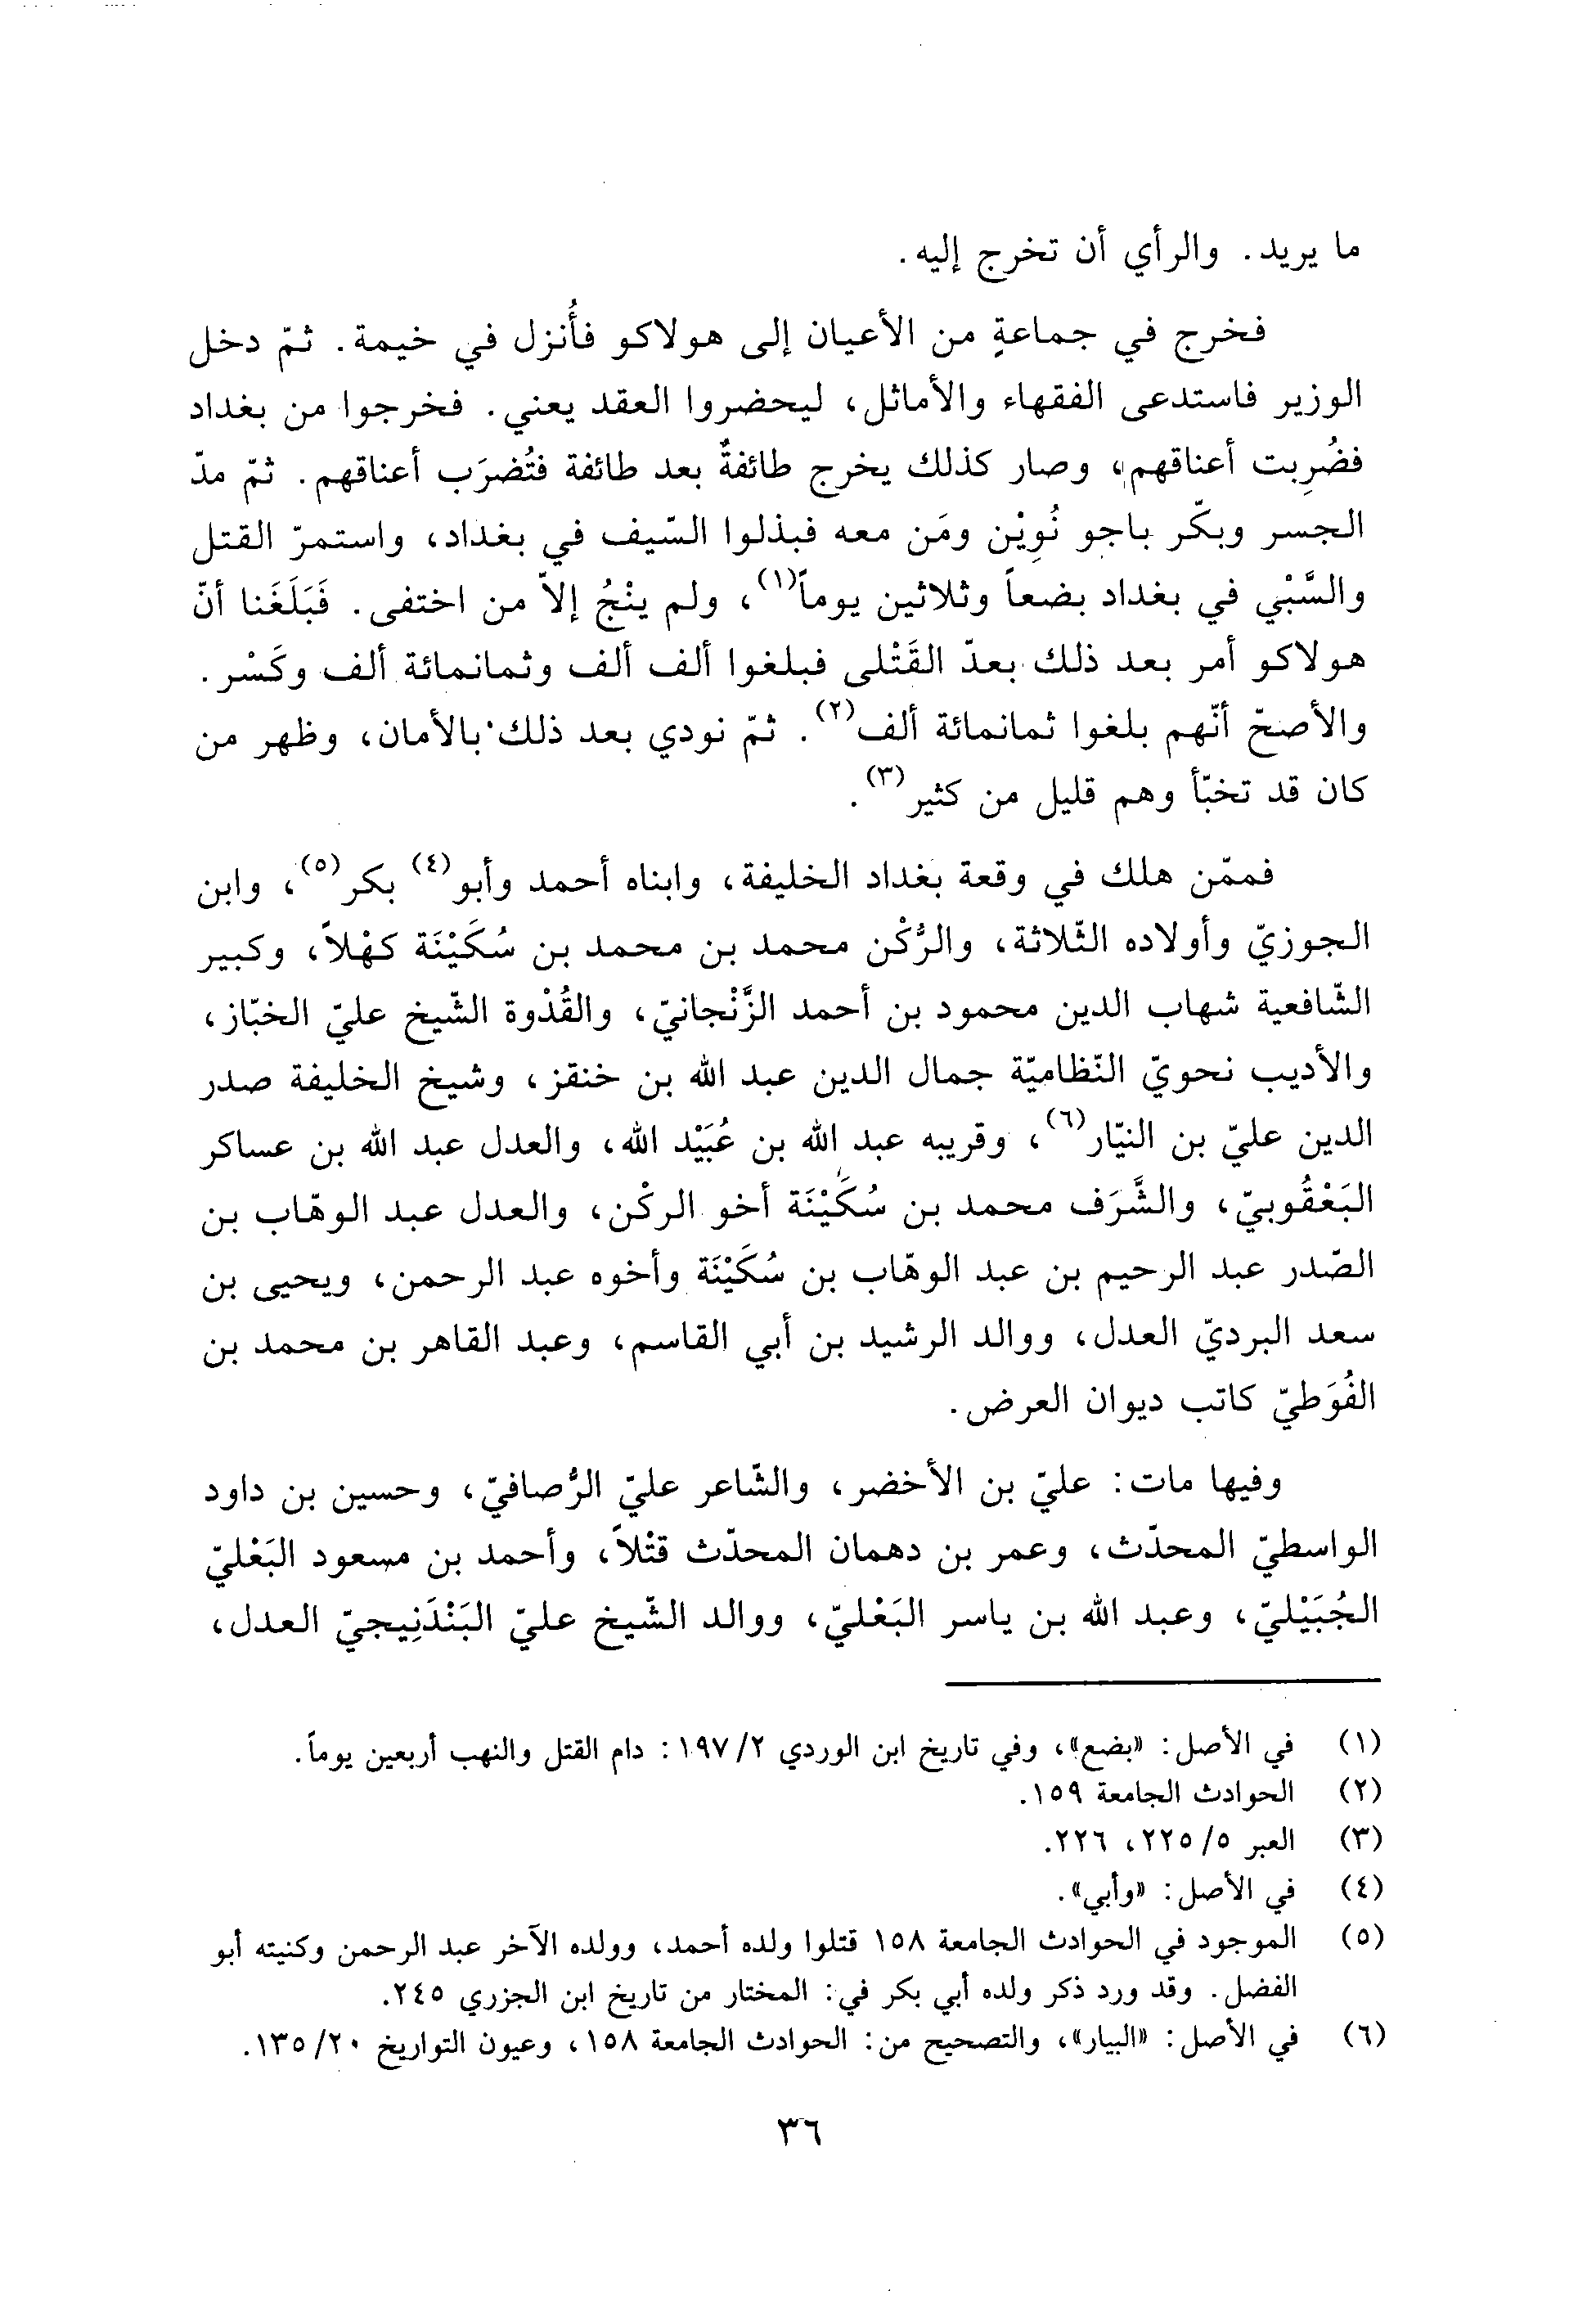 ما يريد. والرأي أن تخرج إليه.
فخرج في جماعةٍ من الأعيان إلى هولاكو فأُنزل في خيمة. ثمّ دخل
الوزير فاستدعى الفقهاء والأماثل، ليحضروا العقد يعني. فخرجوا من بغداد
فضُرِبت أعناقهم، وصار كذلك يخرج طائفةٌ بعد طائفة فتُضرَب أعناقهم. ثمّ مدّ
الجسر وبكّر باجو نُوِيْن ومَن معه فبذلوا السّيف في بغداد، واستمرّ القتل
والسَّبْي في بغداد بضعاً وثلاثين يوماً(١)، ولم ينْجُ إلاّ من اختفى. فَبَلَغَنا أنّ
هولاكو أمر بعد ذلك بعدّ القَتْلى فبلغوا ألف ألف وثمانمائة ألف وكَسْر.
والأصحّ أنّهم بلغوا ثمانمائة ألف(٢). ثمّ نودي بعد ذلك بالأمان، وظهر من
كان قد تخبّأ وهم قليل من كثير(٣).
فممّن هلك في وقعة بغداد الخليفة، وابناه أحمد وأبو(٤) بكر(٥)، وابن
الجوزيّ وأولاده الثّلاثة، والرُّكْن محمد بن محمد بن سُكَيْنَة كهْلاً، وكبير
الشّافعية شهاب الدين محمود بن أحمد الزَّنْجانيّ، والقُدْوة الشّيخ عليّ الخبّاز،
والأديب نحويّ النّظاميّة جمال الدين عبد الله بن خنقز، وشيخ الخليفة صدر
الدين عليّ بن النيّار(٦)، وقريبه عبد الله بن عُبَيْد الله، والعدل عبد الله بن عساكر
البَعْقُوبيّ، والشَّرَف محمد بن سُكَيْنَة أخو الركْن، والعدل عبد الوهّاب بن
الصّدر عبد الرحيم بن عبد الوهّاب بن سُكَيْنَة وأخوه عبد الرحمن، ويحيى بن
سعد البرديّ العدل، ووالد الرشيد بن أبي القاسم، وعبد القاهر بن محمد بن
الفُوَطيّ كاتب ديوان العرض.
وفيها مات: عليّ بن الأخضر، والشّاعر عليّ الرُّصافيّ، وحسين بن داود
الواسطيّ المحدّث، وعمر بن دهمان المحدّث قتْلاً، وأحمد بن مسعود البَعْليّ
الجُبَيْليّ، وعبد الله بن ياسر البَعْليّ، ووالد الشّيخ عليّ البَنْدَنِيجيّ العدل،
(١) في الأصل: «بضع»، وفي تاريخ ابن الوردي ٢/ ١٩٧: دام القتل والنهب أربعين يوماً.
(٢) الحوادث الجامعة ١٥٩.
(٣) العبر ٥/ ٢٢٥، ٢٢٦.
(٤) في الأصل: «وأبي».
(٥) الموجود في الحوادث الجامعة ١٥٨ قتلوا ولده أحمد، وولده الآخر عبد الرحمن وكنيته أبو
الفضل. وقد ورد ذكر ولده أبي بكر في: المختار من تاريخ ابن الجزري ٢٤٥.
(٦) في الأصل: «البيار»، والتصحيح من: الحوادث الجامعة ١٥٨، وعيون التواريخ ٢٠/ ١٣٥.
٣٦